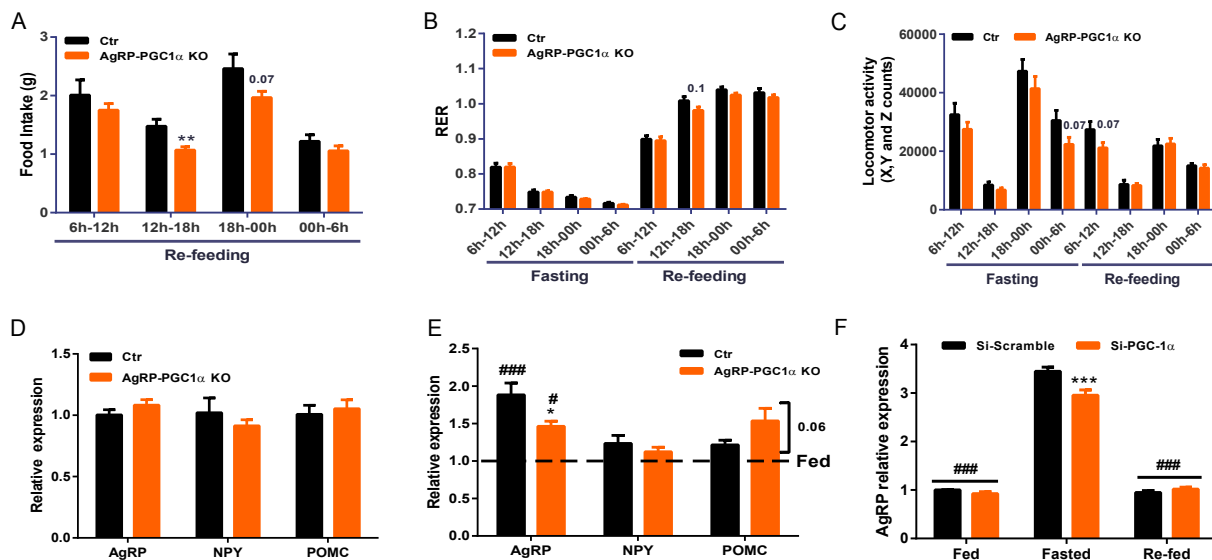 A
Ctr
AgRP-PGC1α KO
Food Intake (g)
3
2
1
0
**
0.07
6h-12h 12h-18h 18h-00h 00h-6h
Re-feeding
B
Ctr
AgRP-PGC1α KO
RER
1.2
1.1
1.0
0.9
0.8
0.7
0.1
6h-12h 12h-18h 18h-00h 00h-6h 6h-12h 12h-18h 18h-00h 00h-6h
Fasting Re-feeding
C
Ctr AgRP-PGC1α KO
Locomotor activity
(X,Y and Z counts)
60000
40000
20000
0
0.07 0.07
6h-12h 12h-18h 18h-00h 00h-6h 6h-12h 12h-18h 18h-00h 00h-6h
Fasting Re-feeding
D
Ctr
AgRP-PGC1α KO
Relative expression
1.5
1.0
0.5
0.0
AgRP NPY POMC
E
Ctr
AgRP-PGC1α KO
Relative expression
2.5
2.0
1.5
1.0
0.5
0.0
###
#
*
0.06
Fed
AgRP NPY POMC
F
Si-Scramble Si-PGC-1α
AgRP relative expression
4
3
2
1
0
###
***
###
Fed Fasted Re-fed